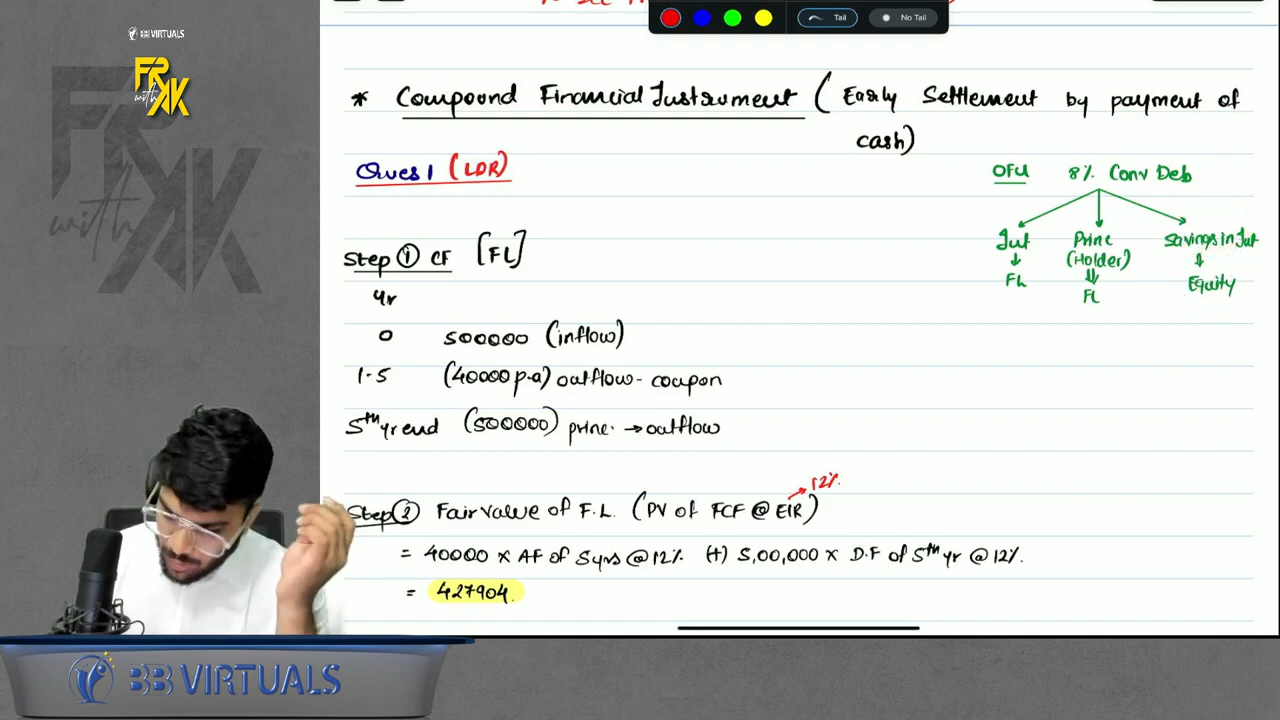 BB VIRTUALS
FR
with
AK
Tail
No Tail
* Compound Financial Instrument (Early Settlement by payment of
cash)
Ques 1 (LDR)
OFU 8% Conv Deb
Int Princ Savings in Int
(Holder)
FL FL Equity
Step ① CF [FL]
Yr
0 500000 (inflow)
1-5 (40000 p.a) outflow - coupon
5th yr end (500000) princ. → outflow
12%
Step ② Fair value of F.L. (PV of FCF @ EIR)
= 40000 × AF of 5yrs @ 12% (+) 5,00,000 × D.F of 5th yr @ 12%.
= 427904.
BB VIRTUALS